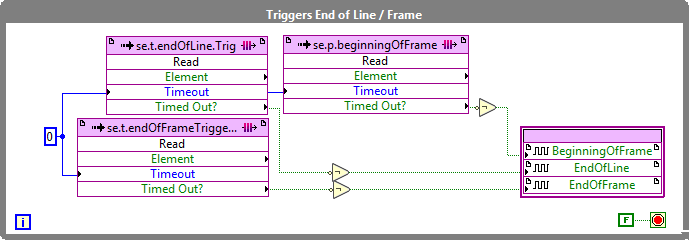 Triggers End of Line / Frame
se.t.endOfLine.Trig
Read
Element
Timeout
Timed Out?
se.p.beginningOfFrame
Read
Element
Timeout
Timed Out?
0
se.t.endOfFrameTrigge...
Read
Element
Timeout
Timed Out?
BeginningOfFrame
EndOfLine
EndOfFrame
i
F